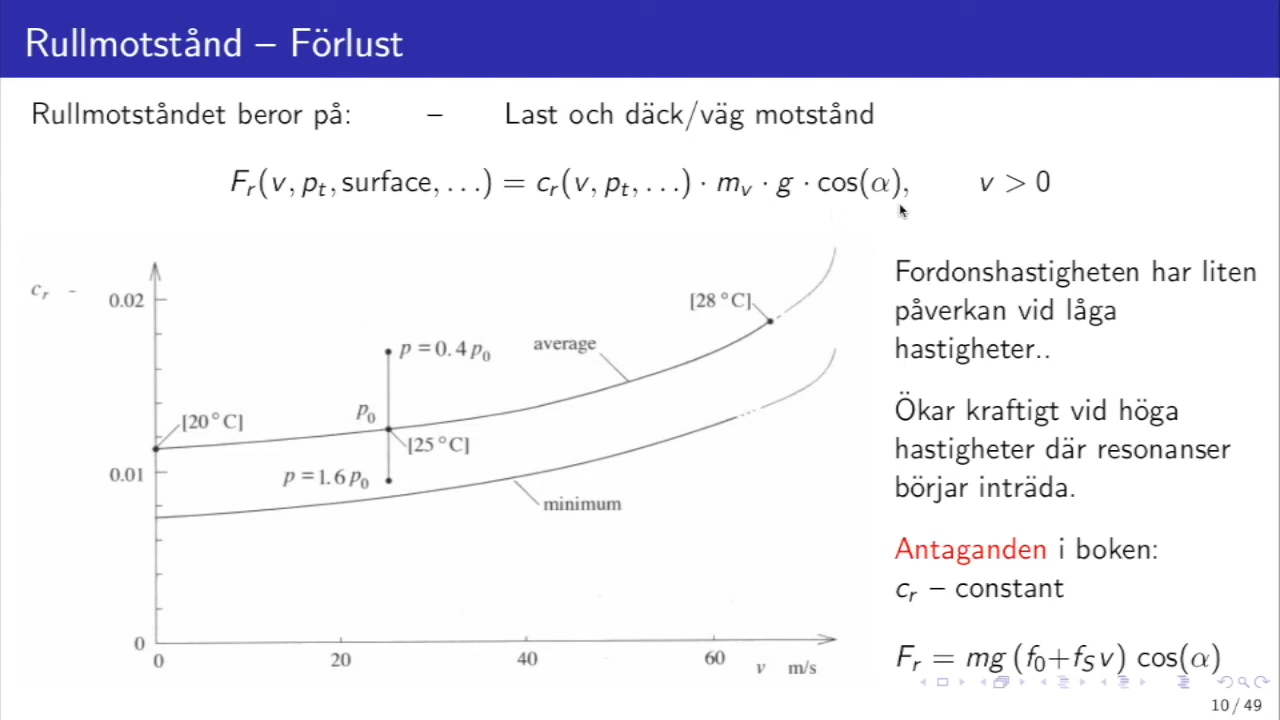 Rullmotstånd – Förlust
Rullmotståndet beror på: – Last och däck/väg motstånd
F_r(v, p_t, surface, …) = c_r(v, p_t, …) · m_v · g · cos(α), v > 0
c_r -
0.02
0.01
0
0
20
40
60
v m/s
[20°C]
p = 0.4 p_0
p_0
[25°C]
p = 1.6 p_0
average
[28°C]
minimum
Fordonshastigheten har liten
påverkan vid låga
hastigheter..
Ökar kraftigt vid höga
hastigheter där resonanser
börjar inträda.
Antaganden i boken:
c_r – constant
F_r = mg (f_0+f_S v) cos(α)
10 / 49